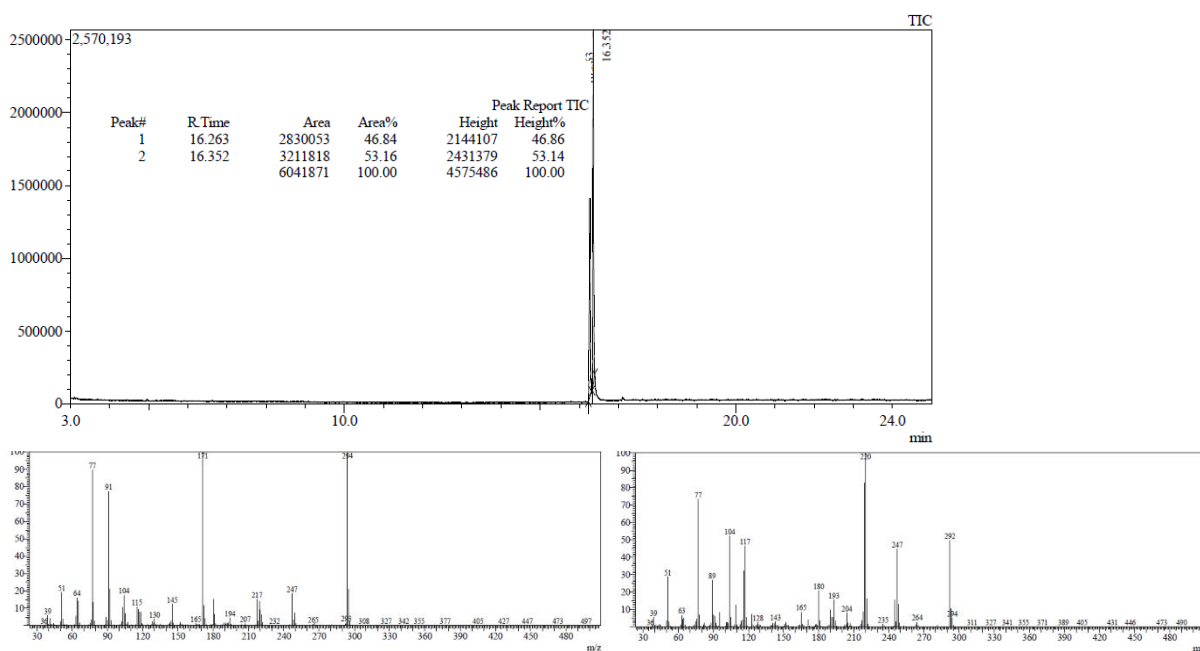 TIC
2500000
2,570,193
16.352
2000000
Peak Report TIC
Peak# R.Time Area Area% Height Height%
1 16.263 2830053 46.84 2144107 46.86
2 16.352 3211818 53.16 2431379 53.14
6041871 100.00 4575486 100.00
1500000
1000000
500000
0
3.0 10.0 20.0 24.0
min
100
90 77
80 91
70
60
50
40
30
20 51 64 104 217 247
10 39 115 130 145 165 194 207 232 265 308 327 342 355 377 405 427 447 473 497
30 60 90 120 150 180 210 240 270 300 330 360 390 420 450 480
m/z
100
90
80 77
70
60
50 104 117 247 292
40
30 51 89
20 180 193
10 39 63 128 143 165 204 235 264 294 311 327 341 355 371 389 405 431 446 473 490
30 60 90 120 150 180 210 240 270 300 330 360 390 420 450 480